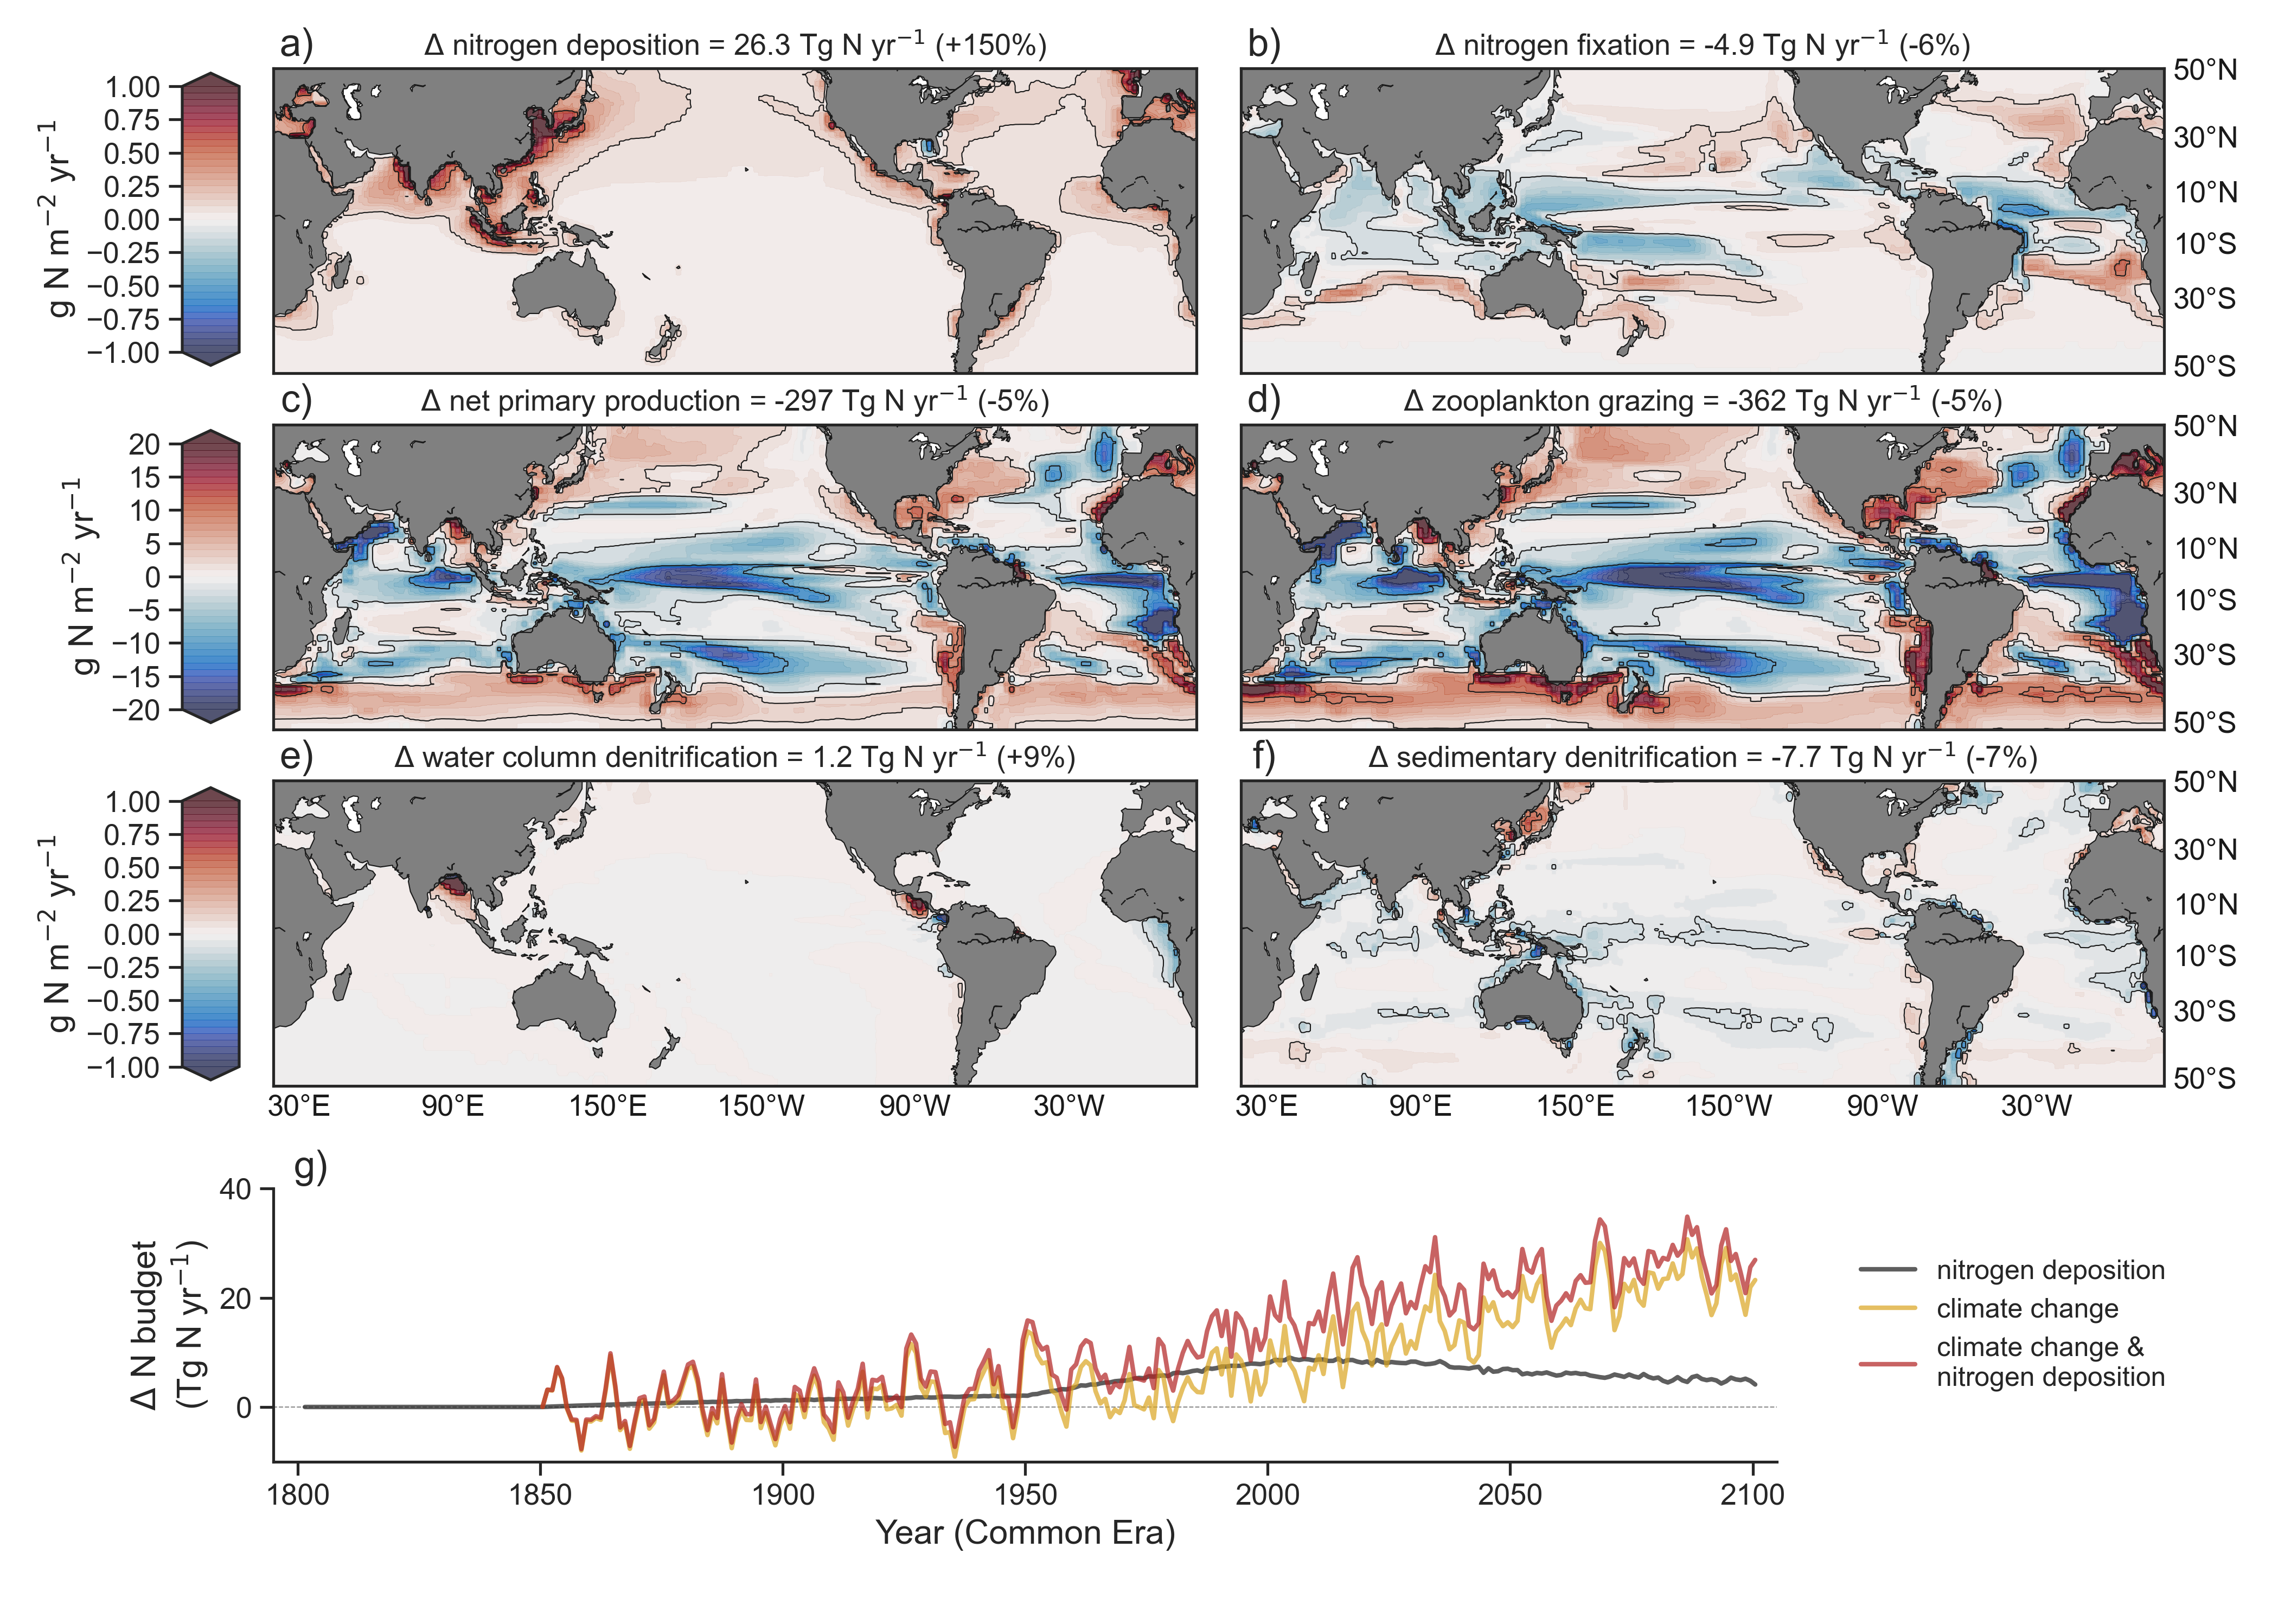 a)
Δ nitrogen deposition = 26.3 Tg N yr⁻¹ (+150%)
b)
Δ nitrogen fixation = -4.9 Tg N yr⁻¹ (-6%)
1.00
0.75
0.50
0.25
0.00
−0.25
−0.50
−0.75
−1.00
g N m⁻² yr⁻¹
50°N
30°N
10°N
10°S
30°S
50°S
c)
Δ net primary production = -297 Tg N yr⁻¹ (-5%)
d)
Δ zooplankton grazing = -362 Tg N yr⁻¹ (-5%)
20
15
10
5
0
−5
−10
−15
−20
g N m⁻² yr⁻¹
50°N
30°N
10°N
10°S
30°S
50°S
e)
Δ water column denitrification = 1.2 Tg N yr⁻¹ (+9%)
f)
Δ sedimentary denitrification = -7.7 Tg N yr⁻¹ (-7%)
1.00
0.75
0.50
0.25
0.00
−0.25
−0.50
−0.75
−1.00
g N m⁻² yr⁻¹
50°N
30°N
10°N
10°S
30°S
50°S
30°E 90°E 150°E 150°W 90°W 30°W
30°E 90°E 150°E 150°W 90°W 30°W
g)
40
20
0
Δ N budget
(Tg N yr⁻¹)
nitrogen deposition
climate change
climate change &
nitrogen deposition
1800 1850 1900 1950 2000 2050 2100
Year (Common Era)